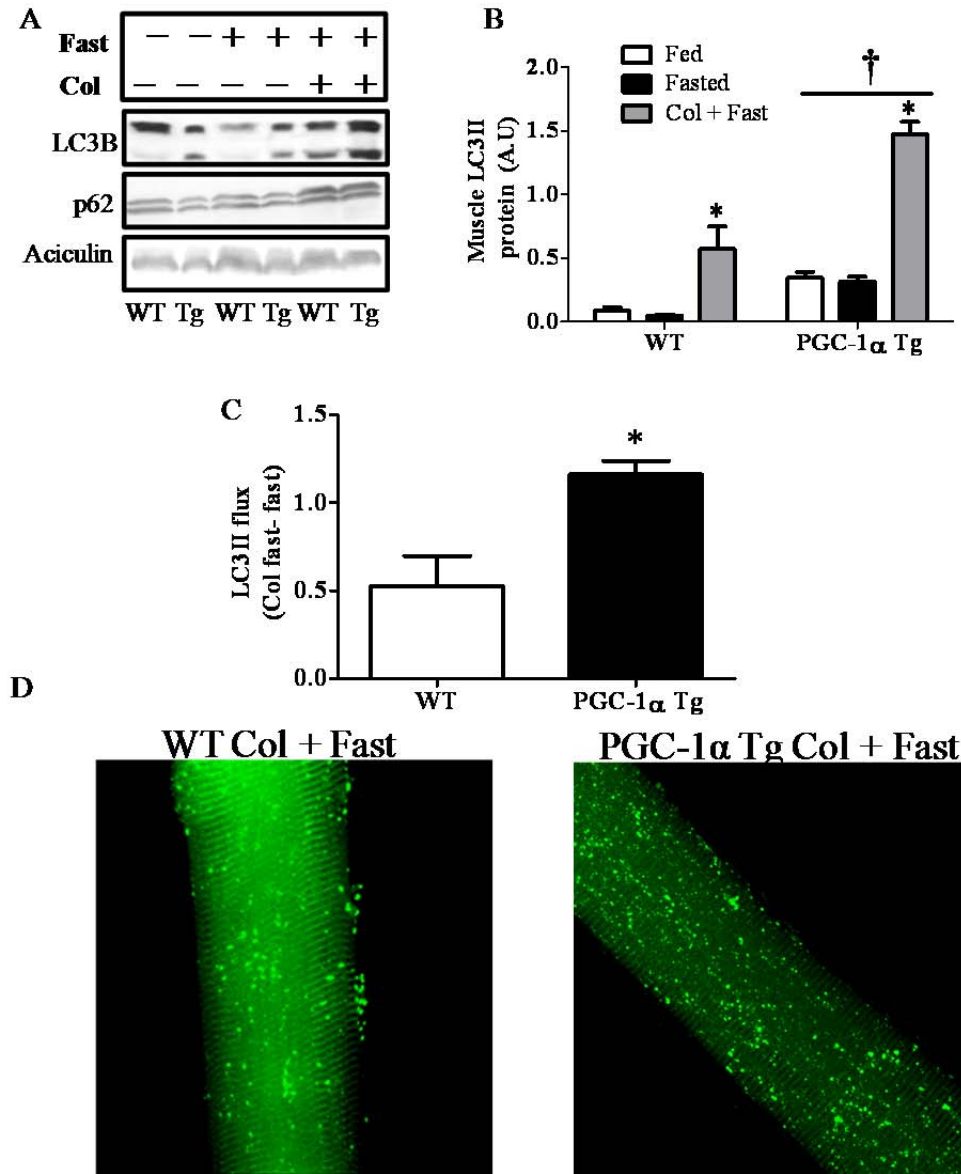 A
Fast − − + + + +
Col − − − − + +
LC3B
p62
Aciculin
WT Tg WT Tg WT Tg
B
Fed
Fasted
Col + Fast
Muscle LC3II
protein (A.U)
2.0
1.5
1.0
0.5
0.0
†
*
*
WT
PGC-1α Tg
C
LC3II flux
(Col fast- fast)
1.5
1.0
0.5
0.0
*
WT
PGC-1α Tg
D
WT Col + Fast
PGC-1α Tg Col + Fast